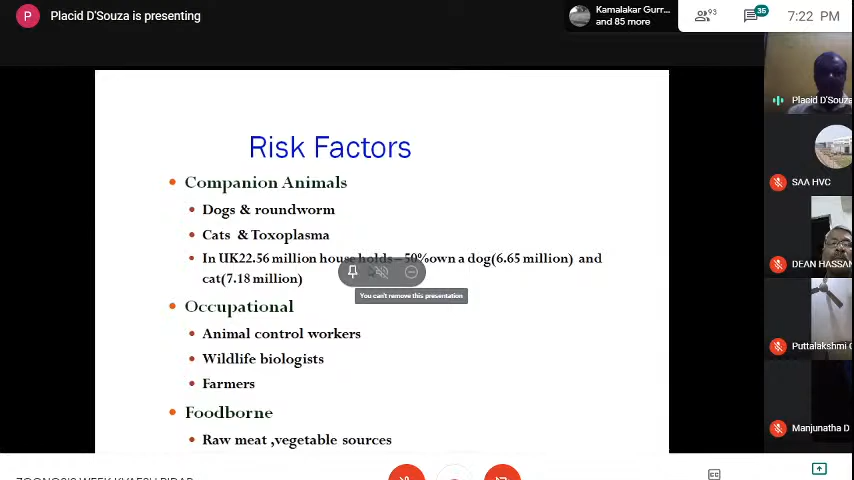 P Placid D'Souza is presenting
Kamalakar Gurr...
and 85 more
93
35
7:22 PM
Risk Factors
Companion Animals
Dogs & roundworm
Cats & Toxoplasma
In UK22.56 million households – 50%own a dog(6.65 million) and
cat(7.18 million)
You can't remove this presentation
Occupational
Animal control workers
Wildlife biologists
Farmers
Foodborne
Raw meat ,vegetable sources
Placid D'Souza
SAA HVC
DEAN HASSAN
Puttalakshmi
Manjunatha D
CC